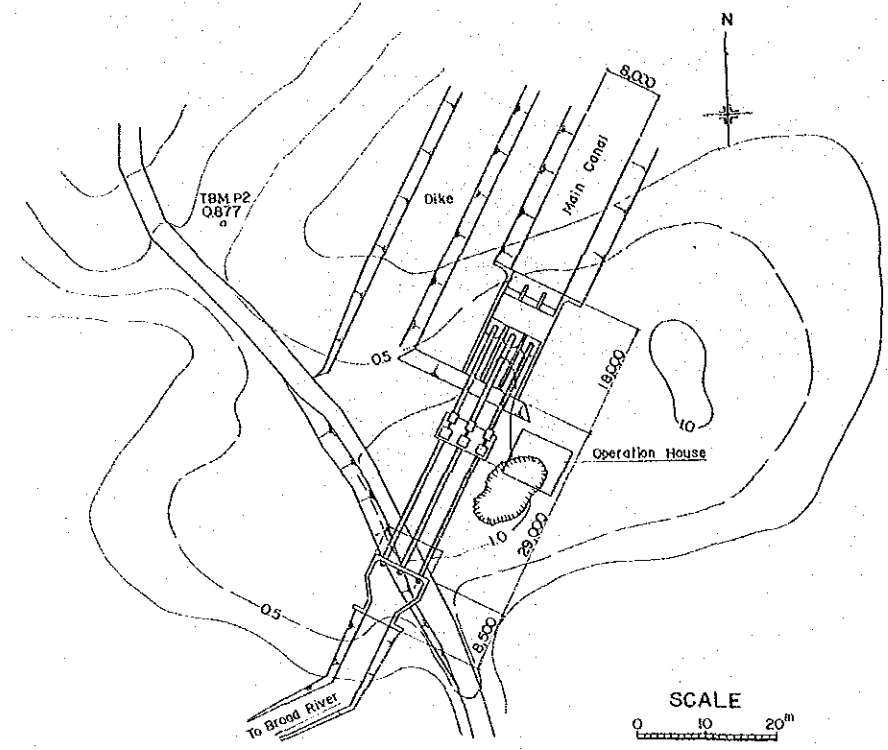 N
8,000
Main Canal
TBM.P2
0.877
Dike
0.5
18,000
1.0
Operation House
1.0
29,000
0.5
8,500
To Broad River
SCALE
0 10 20m